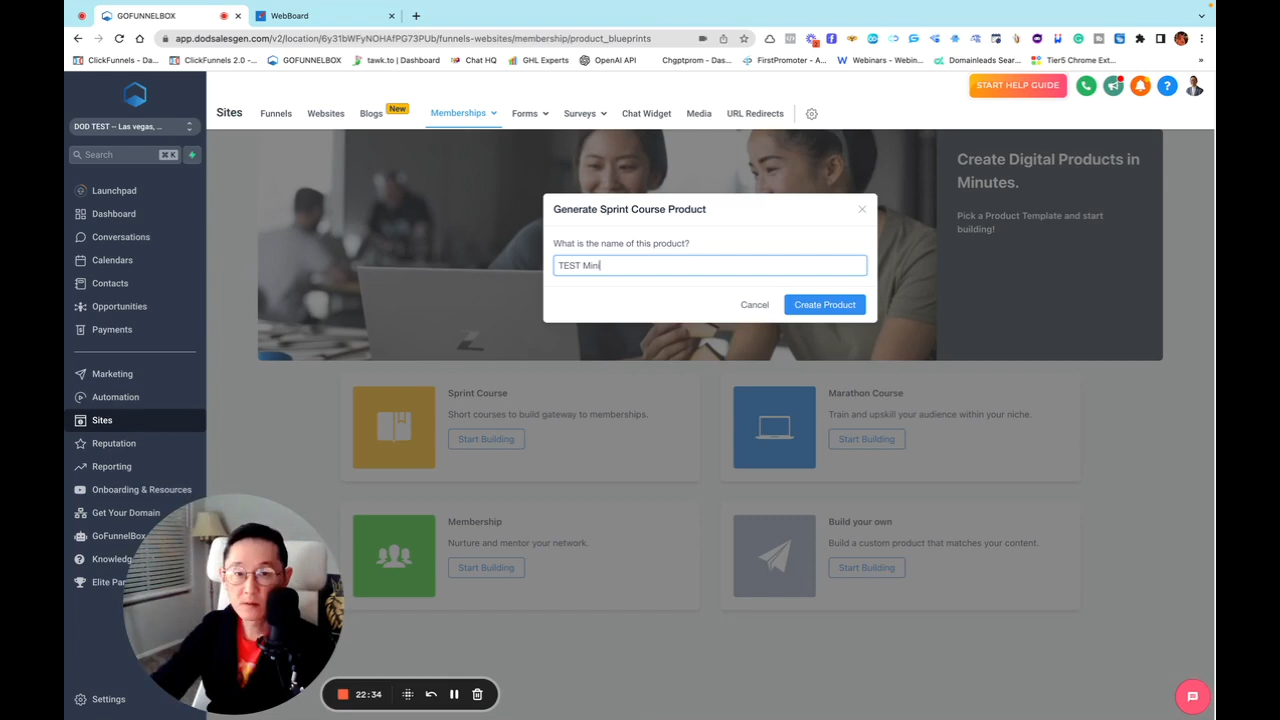 GOFUNNELBOX
WebBoard
app.dodsalesgen.com/v2/location/6y31bWFyNOHAfPG73PUb/funnels-websites/membership/product_blueprints
ClickFunnels - Da...
ClickFunnels 2.0 -...
GOFUNNELBOX
tawk.to | Dashboard
Chat HQ
GHL Experts
OpenAI API
Chgptprom - Das...
FirstPromoter - A...
Webinars - Webin...
Domainleads Sear...
Tier5 Chrome Ext...
»
START HELP GUIDE
Sites
Funnels
Websites
Blogs
New
Memberships
Forms
Surveys
Chat Widget
Media
URL Redirects
DOD TEST -- Las vegas, ...
Search
⌘K
Launchpad
Dashboard
Conversations
Calendars
Contacts
Opportunities
Payments
Marketing
Automation
Sites
Reputation
Reporting
Onboarding & Resources
Get Your Domain
GoFunnelBox
Knowledg
Elite Par
Settings
Create Digital Products in
Minutes.
Pick a Product Template and start
building!
Generate Sprint Course Product
What is the name of this product?
TEST Mini
Cancel
Create Product
Sprint Course
Short courses to build gateway to memberships.
Start Building
Marathon Course
Train and upskill your audience within your niche.
Start Building
Membership
Nurture and mentor your network.
Start Building
Build your own
Build a custom product that matches your content.
Start Building
22:34